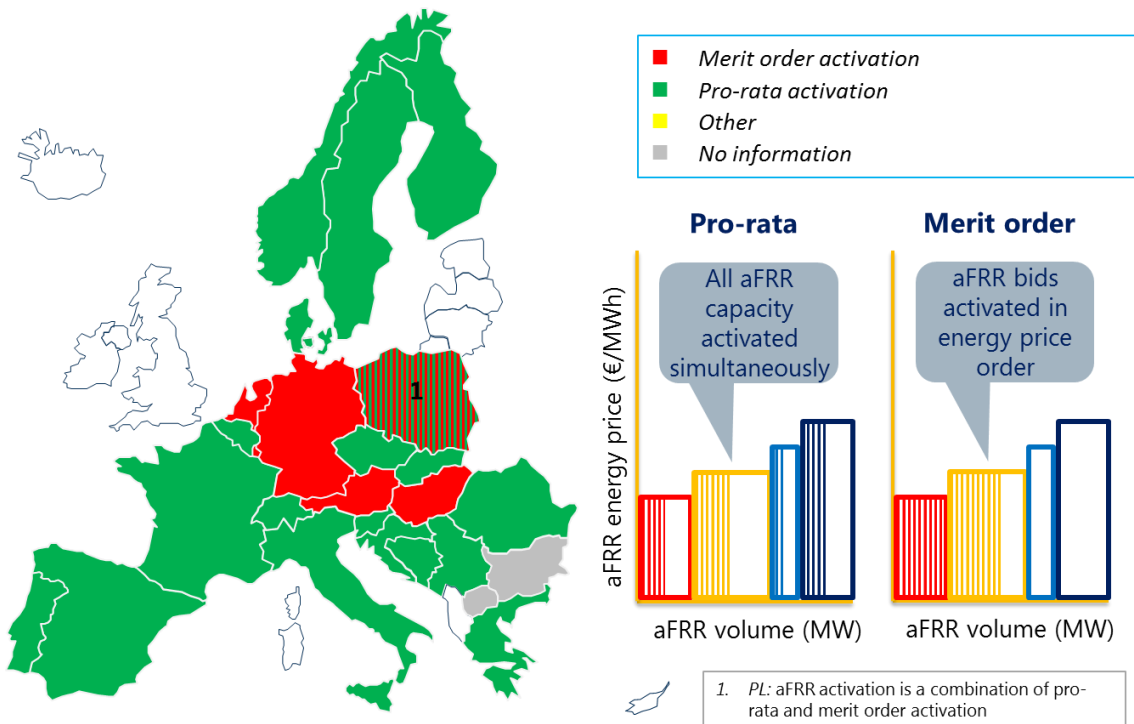 Merit order activation
Pro-rata activation
Other
No information
Pro-rata
Merit order
All aFRR
capacity
activated
simultaneously
aFRR bids
activated in
energy price
order
aFRR energy price (€/MWh)
aFRR volume (MW)
aFRR volume (MW)
1
1. PL: aFRR activation is a combination of pro-
rata and merit order activation